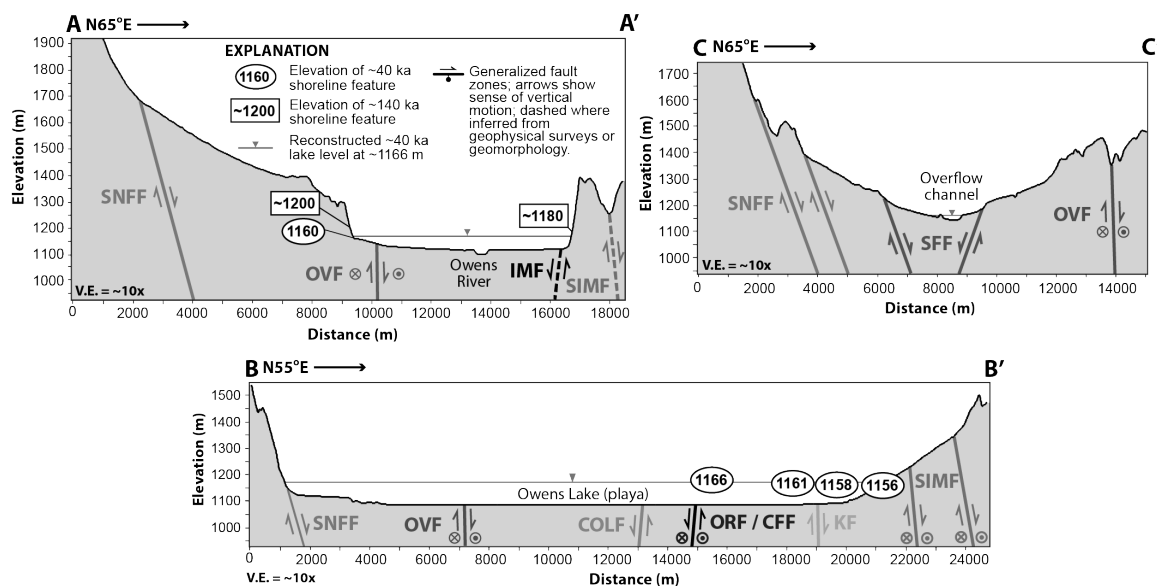 A N65°E A′
EXPLANATION
1160 Elevation of ~40 ka
shoreline feature
~1200 Elevation of ~140 ka
shoreline feature
Reconstructed ~40 ka
lake level at ~1166 m
Generalized fault
zones; arrows show
sense of vertical
motion; dashed where
inferred from
geophysical surveys or
geomorphology.
Elevation (m)
1900
1800
1700
1600
1500
1400
1300
1200
1100
1000
SNFF
~1200
1160
~1180
OVF
Owens
River
IMF
SIMF
V.E. = ~10x
0 2000 4000 6000 8000 10000 12000 14000 16000 18000
Distance (m)
C N65°E C
Elevation (m)
1700
1600
1500
1400
1300
1200
1100
1000
SNFF
Overflow
channel
SFF
OVF
V.E. = ~10x
0 2000 4000 6000 8000 10000 12000 14000
Distance (m)
B N55°E B′
Elevation (m)
1500
1400
1300
1200
1100
1000
1166 1161 1158 1156
Owens Lake (playa)
SNFF OVF COLF ORF / CFF KF SIMF
V.E. = ~10x
0 2000 4000 6000 8000 10000 12000 14000 16000 18000 20000 22000 24000
Distance (m)